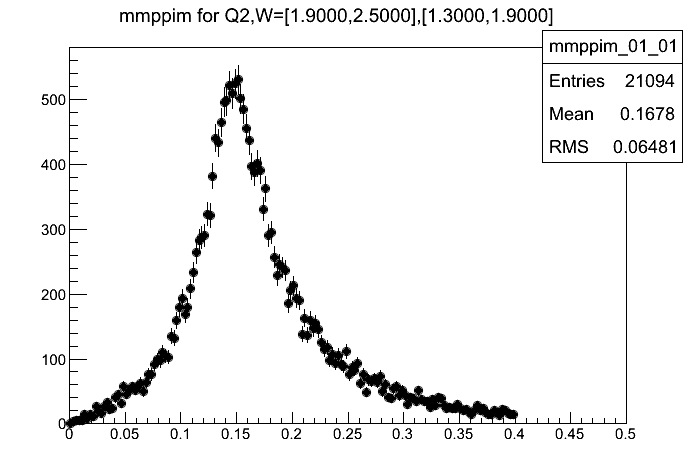 mmppim for Q2,W=[1.9000,2.5000],[1.3000,1.9000]
mmppim_01_01
Entries 21094
Mean 0.1678
RMS 0.06481
500
400
300
200
100
0
0 0.05 0.1 0.15 0.2 0.25 0.3 0.35 0.4 0.45 0.5